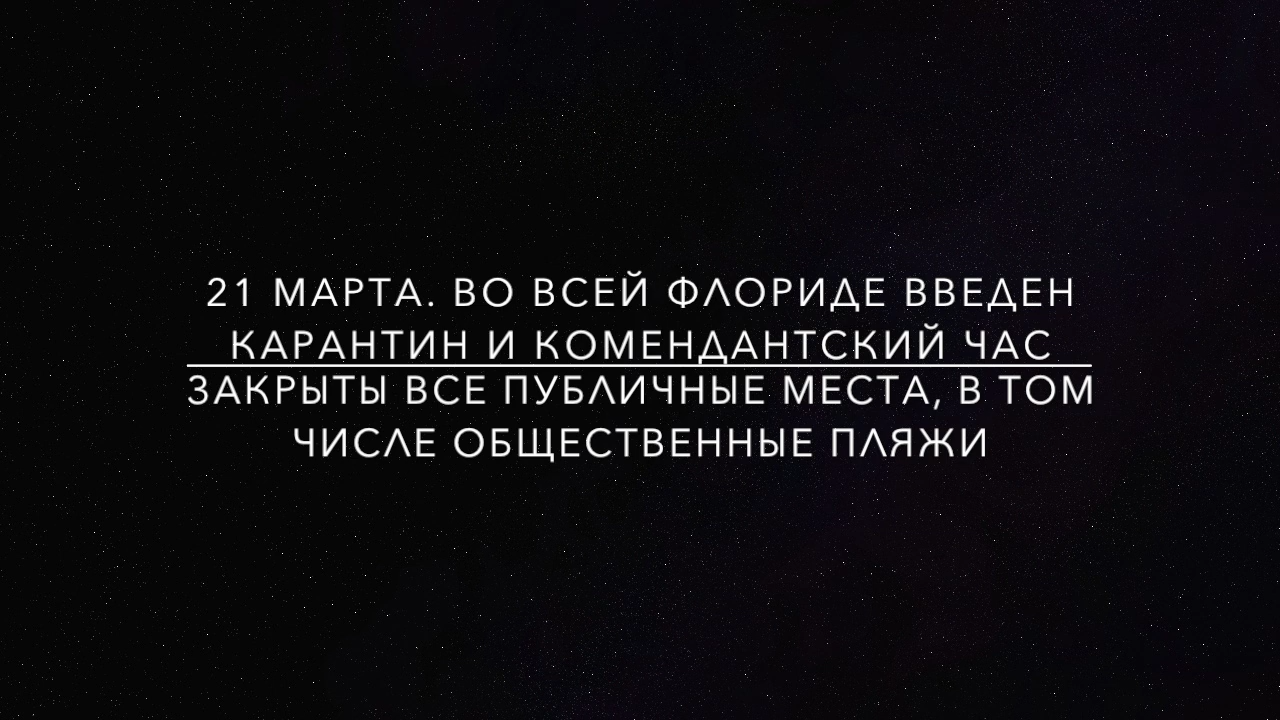 21 МАРТА. ВО ВСЕЙ ФЛОРИДЕ ВВЕДЕН
КАРАНТИН И КОМЕНДАНТСКИЙ ЧАС
ЗАКРЫТЫ ВСЕ ПУБЛИЧНЫЕ МЕСТА, В ТОМ
ЧИСЛЕ ОБЩЕСТВЕННЫЕ ПЛЯЖИ